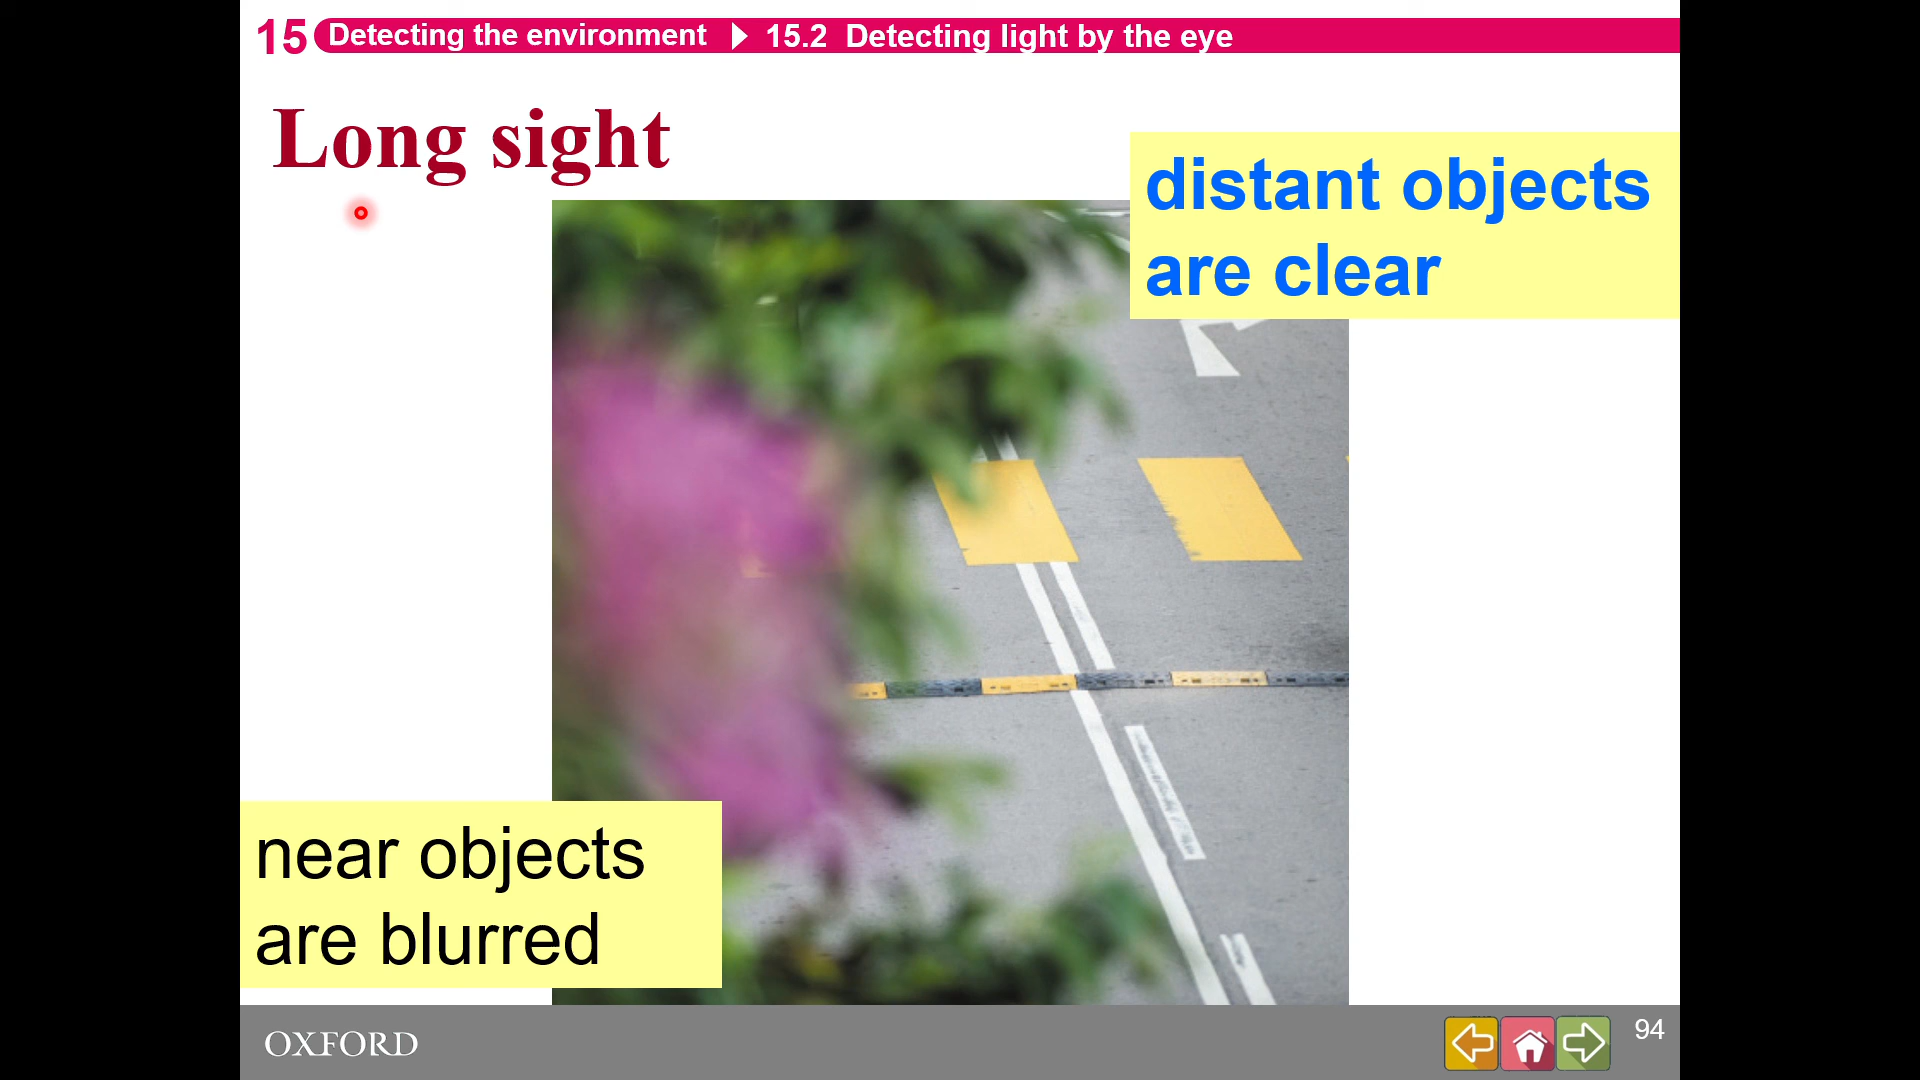 15 Detecting the environment 15.2 Detecting light by the eye
Long sight
distant objects
are clear
near objects
are blurred
OXFORD
94